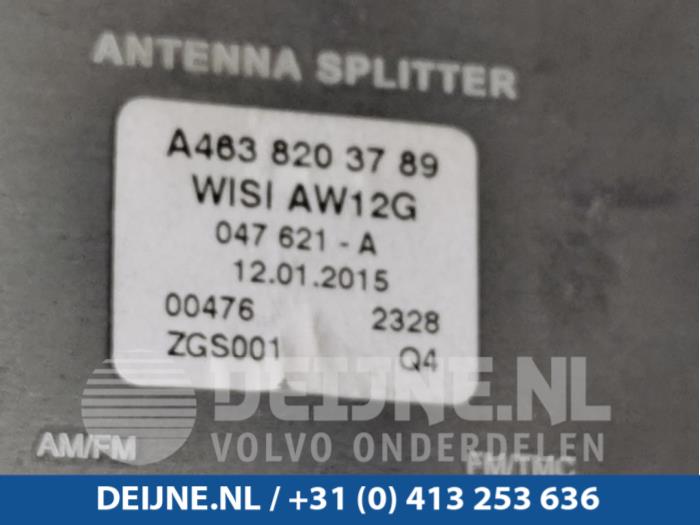 ANTENNA SPLITTER
A463 820 37 89
WISI AW12G
047 621 - A
12.01.2015
00476 2328
ZGS001 Q4
DEIJNE.NL
VOLVO ONDERDELEN
AM/FM FM/TMC
DEIJNE.NL / +31 (0) 413 253 636